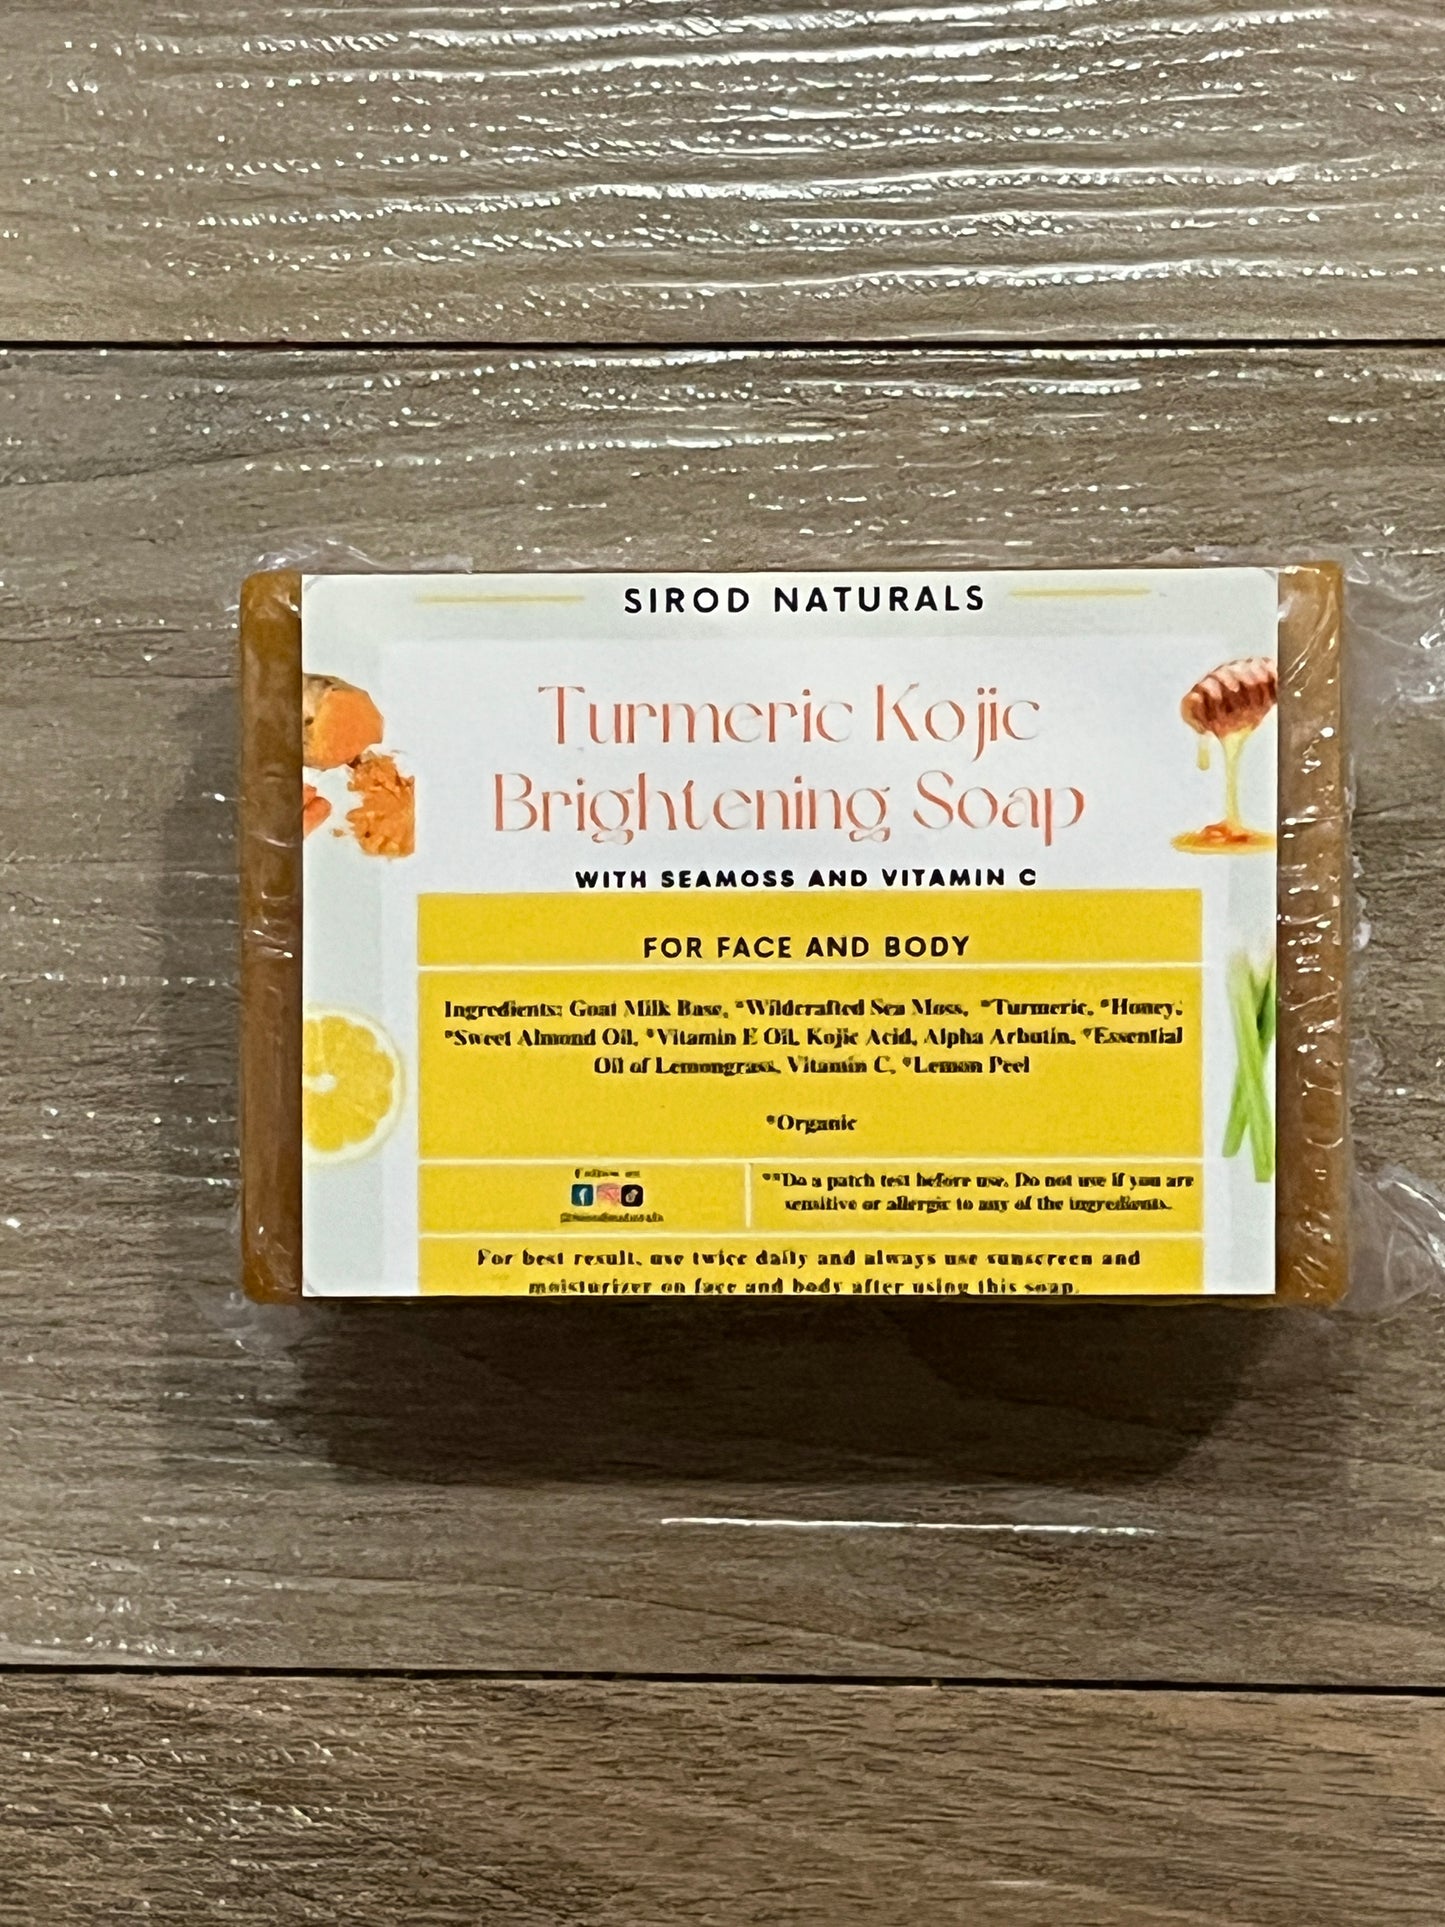 SIROD NATURALS
Turmeric Kojic
Brightening Soap
WITH SEAMOSS AND VITAMIN C
FOR FACE AND BODY
Ingredients: Goat Milk Base, *Wildcrafted Sea Moss, *Turmeric, *Honey,
*Sweet Almond Oil, *Vitamin E Oil, Kojic Acid, Alpha Arbutin, *Essential
Oil of Lemongrass, Vitamin C, *Lemon Peel
*Organic
Follow us
**Do a patch test before use. Do not use if you are
sensitive or allergic to any of the ingredients.
For best result, use twice daily and always use sunscreen and
moisturizer on face and body after using this soap.